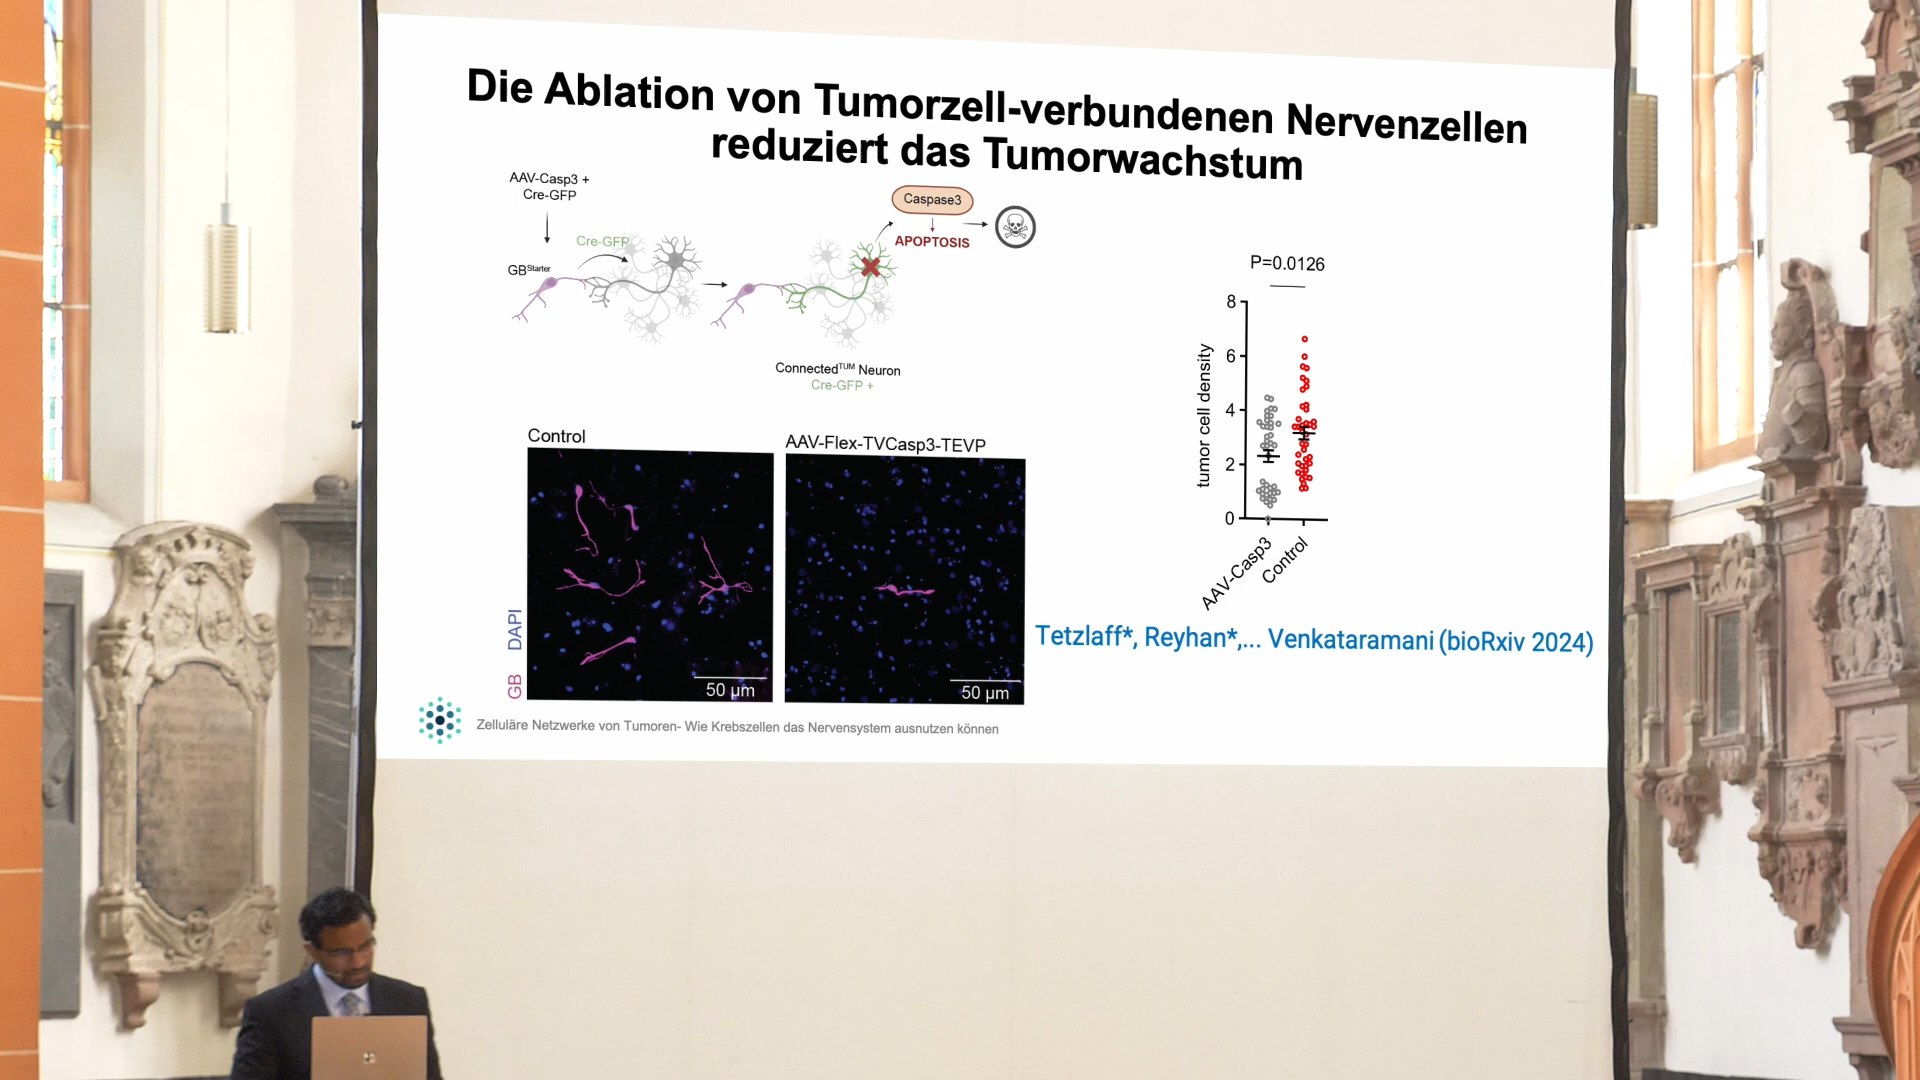 Die Ablation von Tumorzell-verbundenen Nervenzellen
reduziert das Tumorwachstum
AAV-Casp3 +
Cre-GFP
Cre-GFP
GBStarter
Caspase3
APOPTOSIS
ConnectedTUM Neuron
Cre-GFP +
Control
AAV-Flex-TVCasp3-TEVP
GB DAPI
50 µm
50 µm
P=0.0126
tumor cell density
8
6
4
2
0
AAV-Casp3
Control
Tetzlaff*, Reyhan*,... Venkataramani (bioRxiv 2024)
Zelluläre Netzwerke von Tumoren- Wie Krebszellen das Nervensystem ausnutzen können